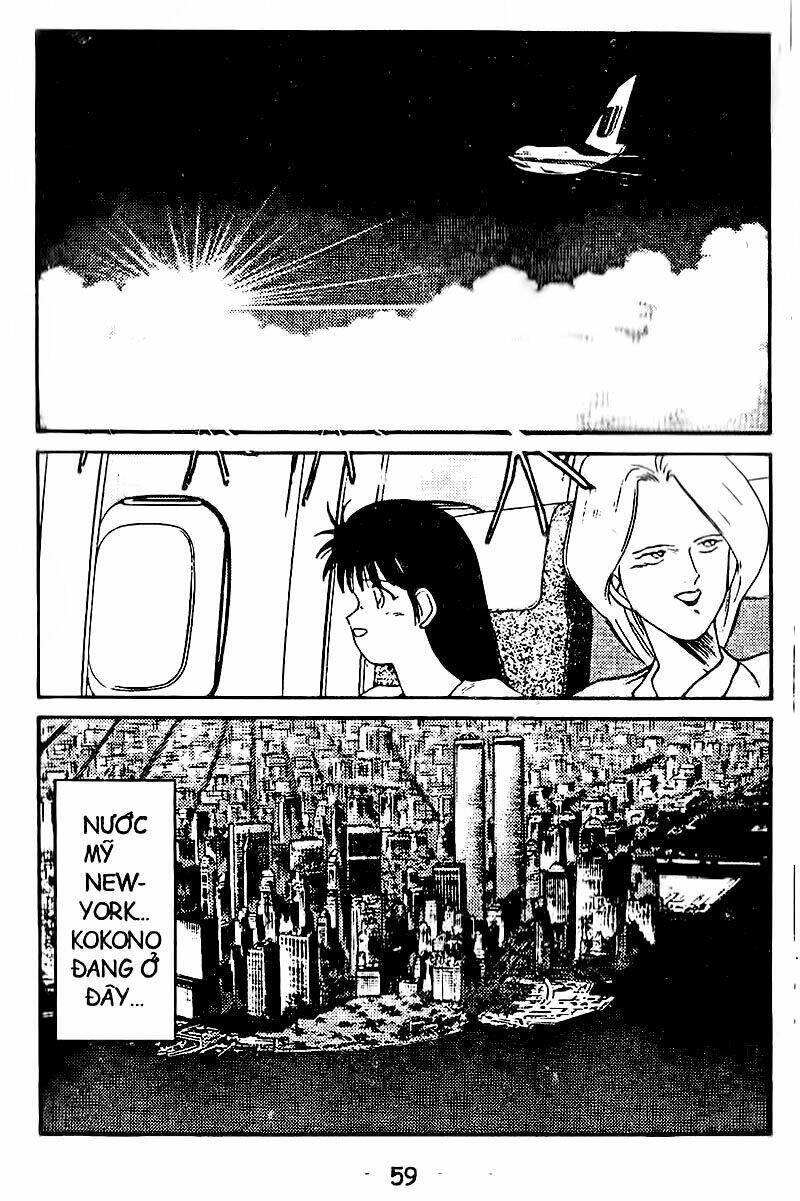 U
NƯỚC
MỸ
NEW-
YORK...
KOKONO
ĐANG Ở
ĐÂY...
59